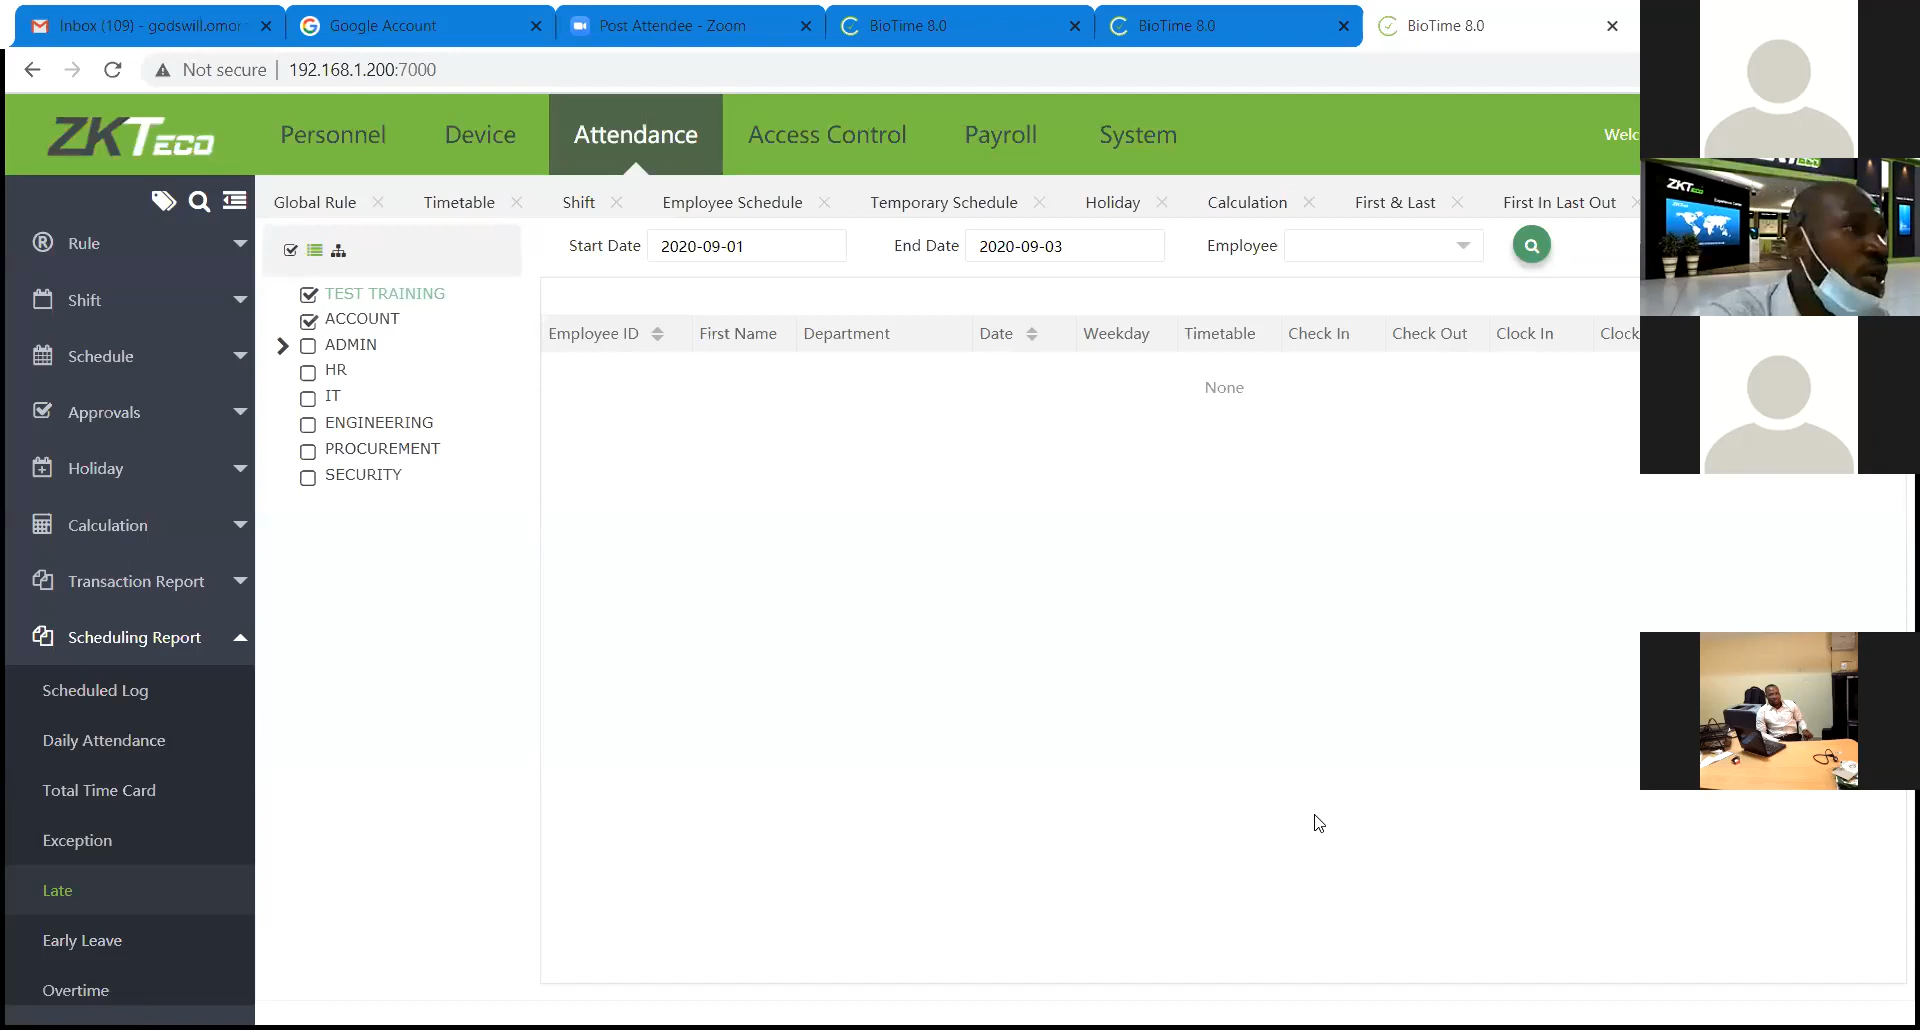 Inbox (109) - godswill.omor
Google Account
Post Attendee - Zoom
BioTime 8.0
BioTime 8.0
BioTime 8.0
Not secure | 192.168.1.200:7000
ZKTECO
Personnel
Device
Attendance
Access Control
Payroll
System
Welc
Global Rule
Timetable
Shift
Employee Schedule
Temporary Schedule
Holiday
Calculation
First & Last
First In Last Out
Start Date 2020-09-01
End Date 2020-09-03
Employee
Rule
Shift
Schedule
Approvals
Holiday
Calculation
Transaction Report
Scheduling Report
Scheduled Log
Daily Attendance
Total Time Card
Exception
Late
Early Leave
Overtime
TEST TRAINING
ACCOUNT
ADMIN
HR
IT
ENGINEERING
PROCUREMENT
SECURITY
Employee ID
First Name
Department
Date
Weekday
Timetable
Check In
Check Out
Clock In
Clock
None
ZKT